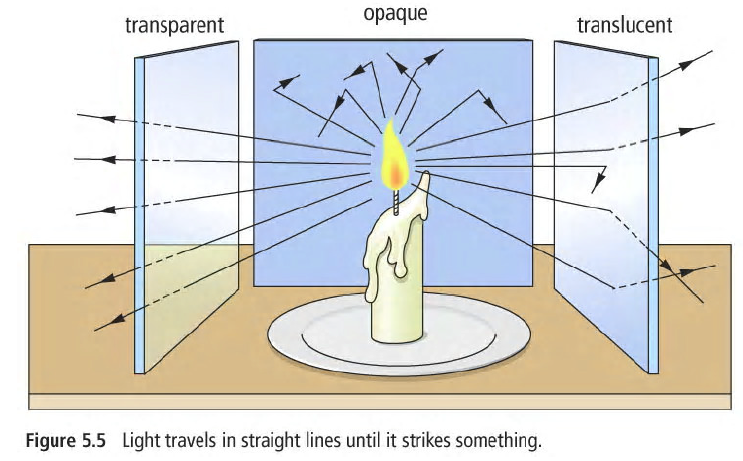 transparent
opaque
translucent
Figure 5.5 Light travels in straight lines until it strikes something.